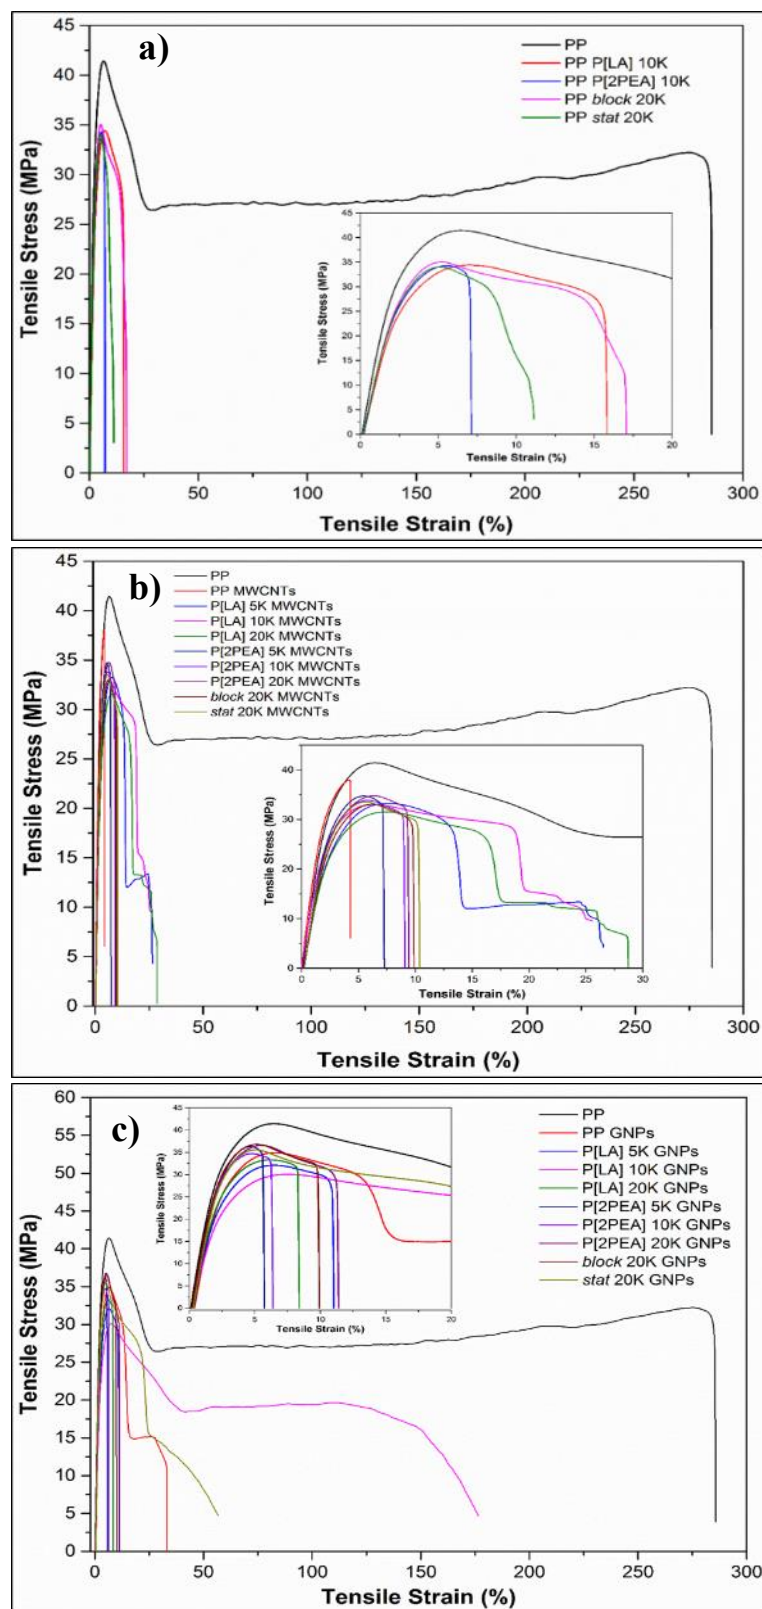 a)
PP
PP P[LA] 10K
PP P[2PEA] 10K
PP block 20K
PP stat 20K
Tensile Stress (MPa)
45
40
35
30
25
20
15
10
5
0
0 50 100 150 200 250 300
Tensile Strain (%)
Tensile Stress (MPa)
45
40
35
30
25
20
15
10
5
0
0 5 10 15 20
Tensile Strain (%)
b)
PP
PP MWCNTs
P[LA] 5K MWCNTs
P[LA] 10K MWCNTs
P[LA] 20K MWCNTs
P[2PEA] 5K MWCNTs
P[2PEA] 10K MWCNTs
P[2PEA] 20K MWCNTs
block 20K MWCNTs
stat 20K MWCNTs
Tensile Stress (MPa)
45
40
35
30
25
20
15
10
5
0
0 50 100 150 200 250 300
Tensile Strain (%)
Tensile Stress (MPa)
40
30
20
10
0
0 5 10 15 20 25 30
Tensile Strain (%)
c)
PP
PP GNPs
P[LA] 5K GNPs
P[LA] 10K GNPs
P[LA] 20K GNPs
P[2PEA] 5K GNPs
P[2PEA] 10K GNPs
P[2PEA] 20K GNPs
block 20K GNPs
stat 20K GNPs
Tensile Stress (MPa)
60
55
50
45
40
35
30
25
20
15
10
5
0
0 50 100 150 200 250 300
Tensile Strain (%)
Tensile Stress (MPa)
45
40
35
30
25
20
15
10
5
0
0 5 10 15 20
Tensile Strain (%)